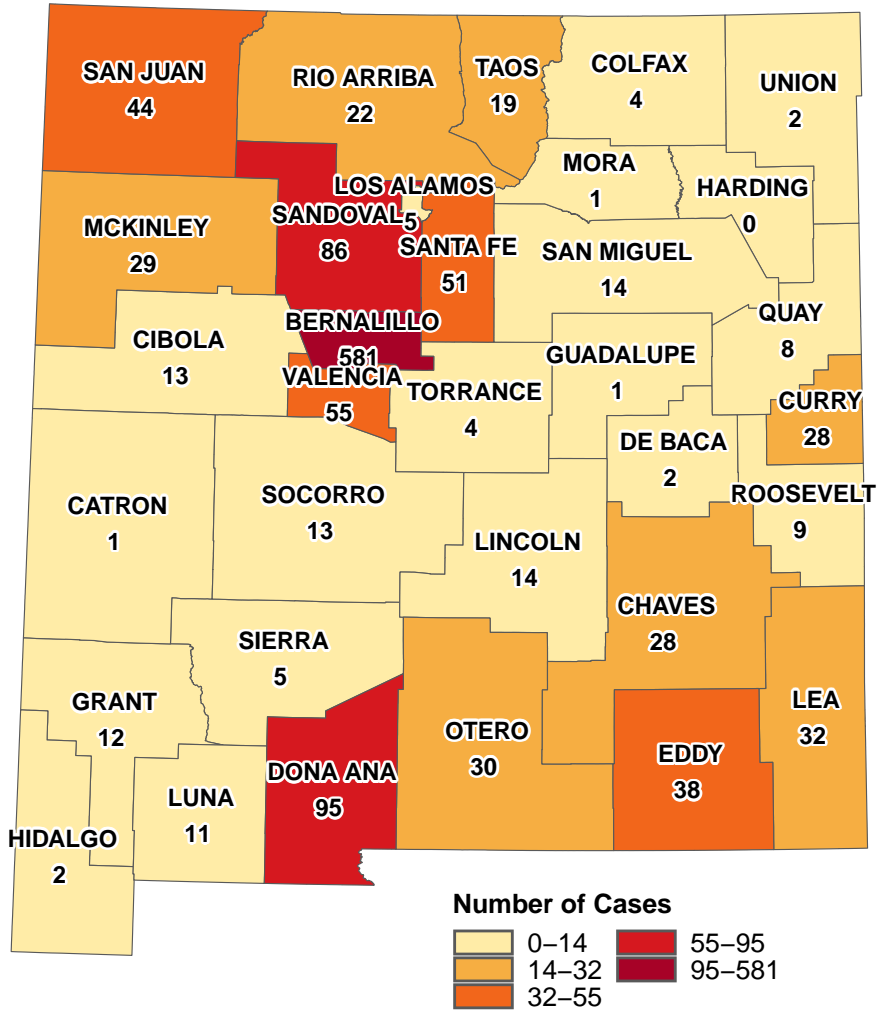 SAN JUAN
44
RIO ARRIBA
22
TAOS
19
COLFAX
4
UNION
2
MORA
1
HARDING
0
LOS ALAMOS
5
SANDOVAL
86
SANTA FE
51
MCKINLEY
29
SAN MIGUEL
14
QUAY
8
BERNALILLO
581
CIBOLA
13
VALENCIA
55
TORRANCE
4
GUADALUPE
1
CURRY
28
DE BACA
2
ROOSEVELT
9
CATRON
1
SOCORRO
13
LINCOLN
14
CHAVES
28
SIERRA
5
GRANT
12
LEA
32
OTERO
30
EDDY
38
DONA ANA
95
LUNA
11
HIDALGO
2
Number of Cases
0–14
14–32
32–55
55–95
95–581